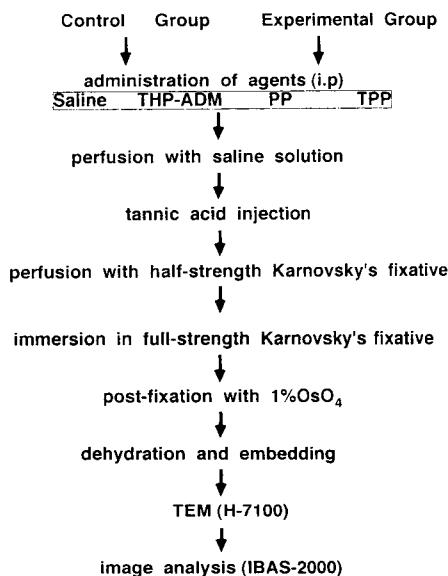 Control Group Experimental Group
administration of agents (i.p)
Saline THP-ADM PP TPP
perfusion with saline solution
tannic acid injection
perfusion with half-strength Karnovsky's fixative
immersion in full-strength Karnovsky's fixative
post-fixation with 1%OsO₄
dehydration and embedding
TEM (H-7100)
image analysis (IBAS-2000)